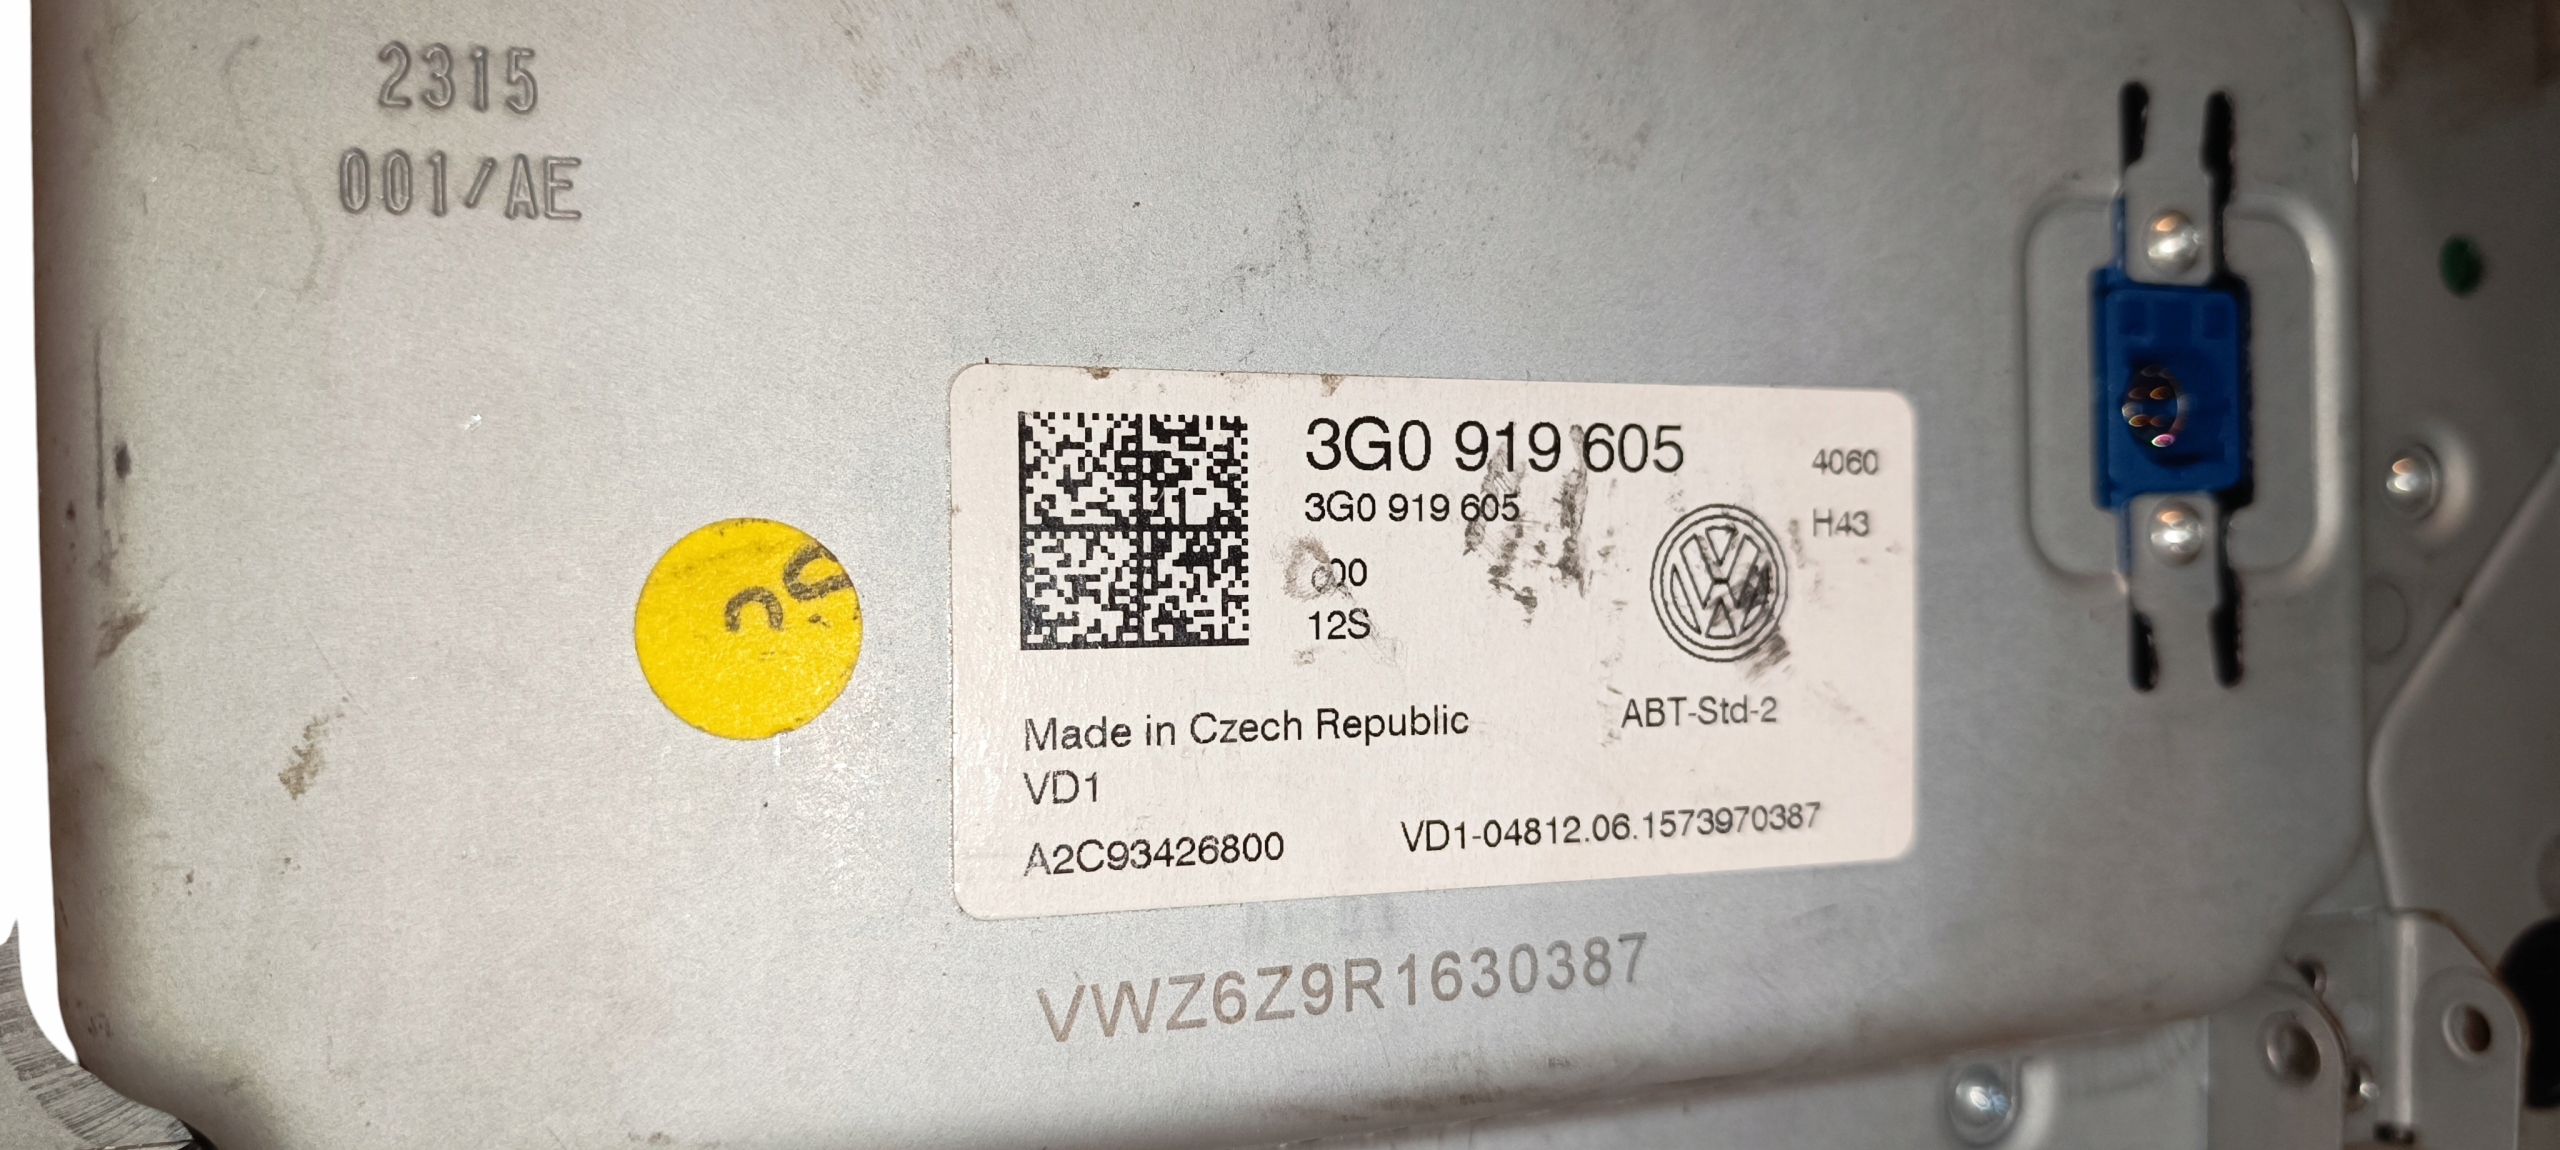 2315
001/AE
3G0 919 605
4060
3G0 919 605
H43
000
12S
ABT-Std-2
Made in Czech Republic
VD1
A2C93426800
VD1-04812.06.1573970387
VWZ6Z9R1630387